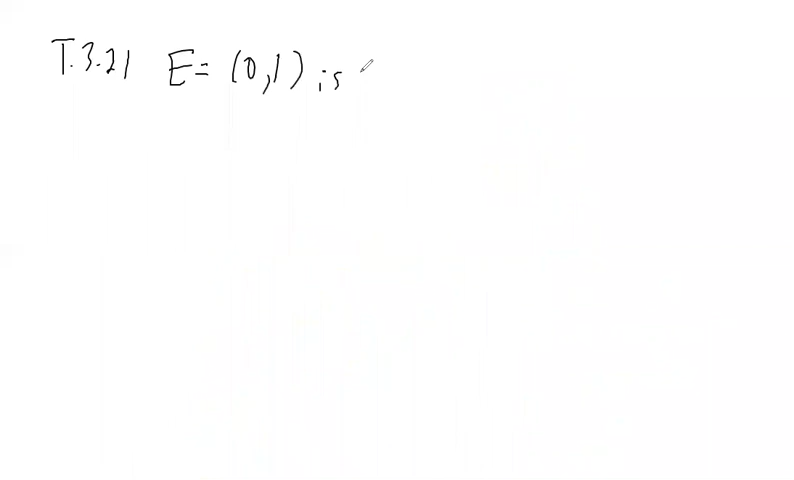 T.3.21 E = (0,1) is